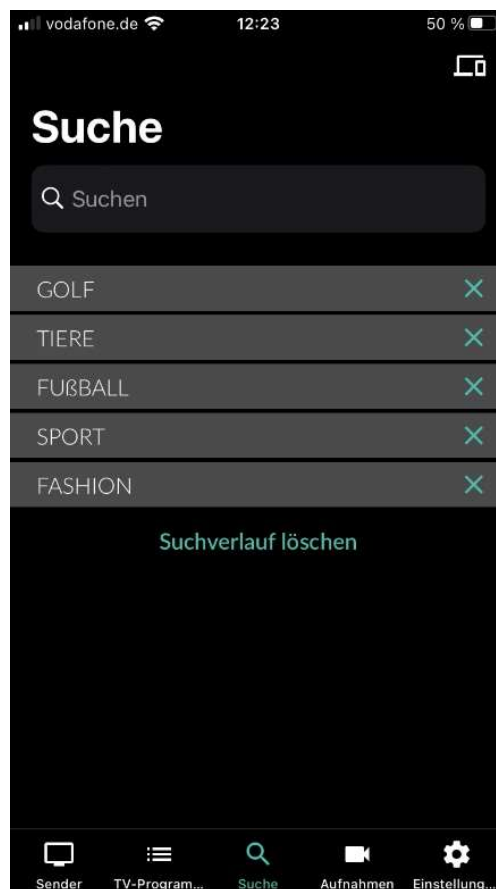 vodafone.de 12:23 50 %
Suche
Suchen
GOLF
TIERE
FUßBALL
SPORT
FASHION
Suchverlauf löschen
Sender TV-Program... Suche Aufnahmen Einstellung...